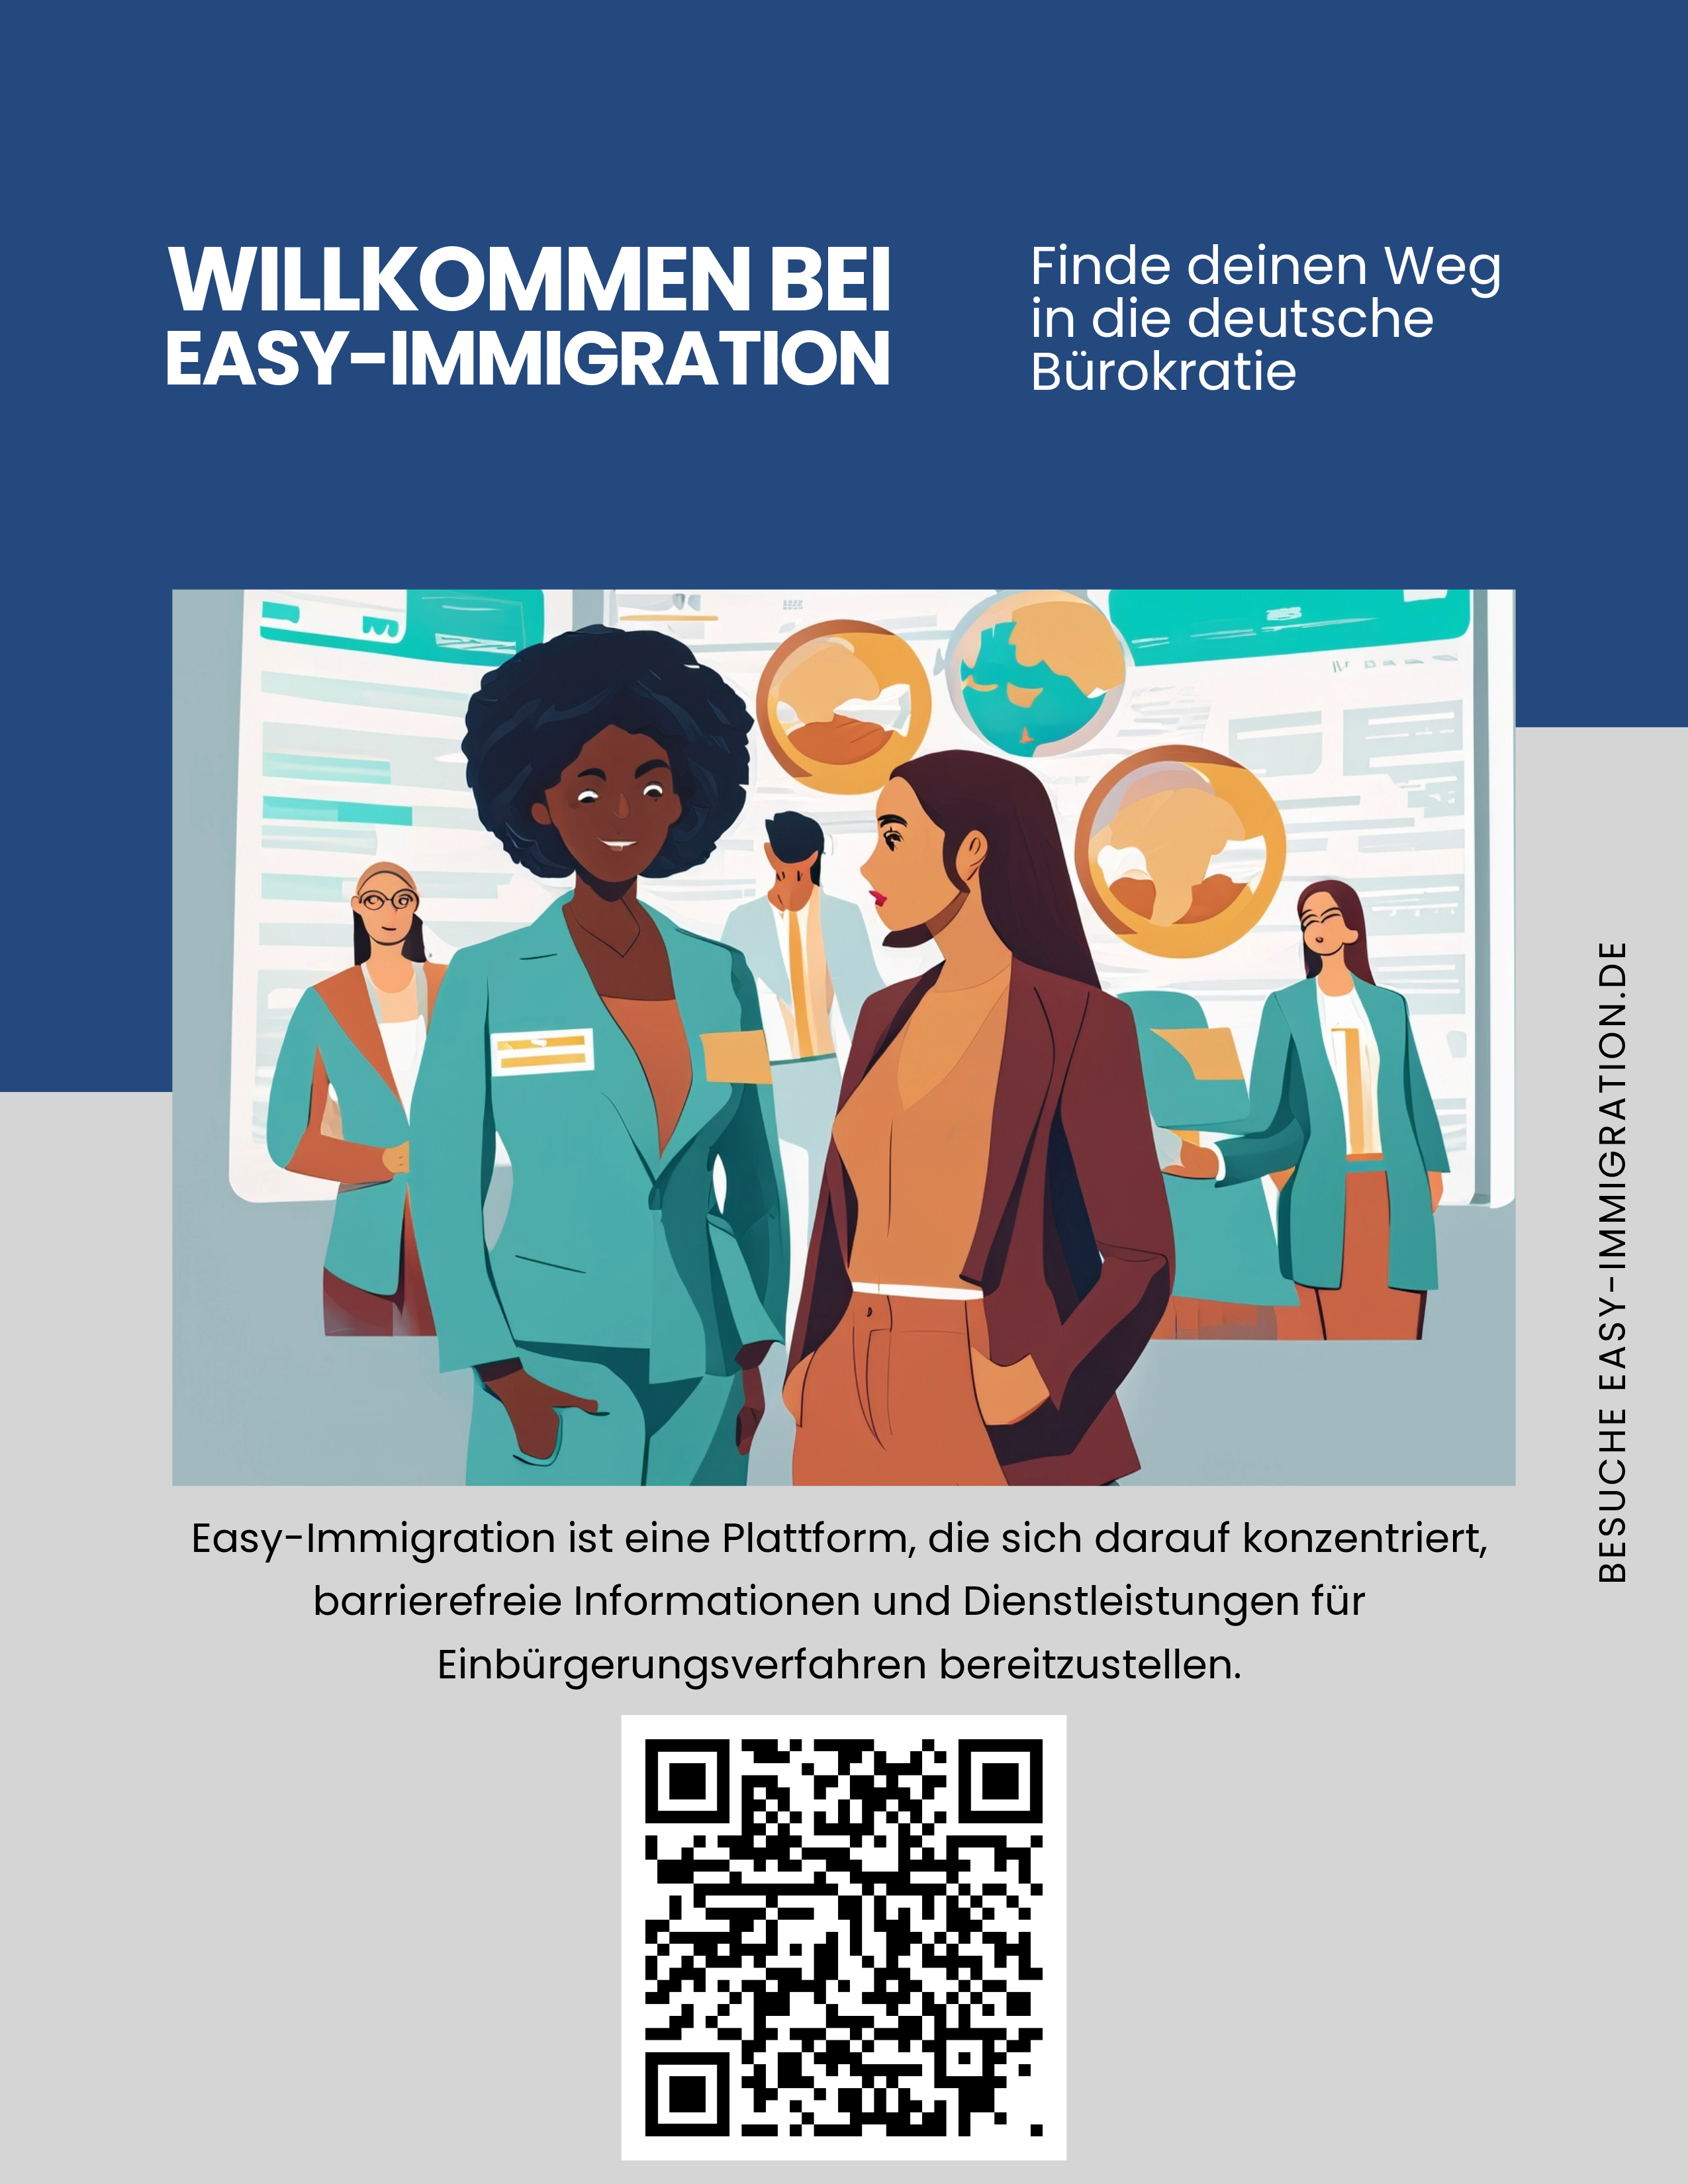 WILLKOMMEN BEI
EASY-IMMIGRATION
Finde deinen Weg
in die deutsche
Bürokratie
BESUCHE EASY-IMMIGRATION.DE
Easy-Immigration ist eine Plattform, die sich darauf konzentriert,
barrierefreie Informationen und Dienstleistungen für
Einbürgerungsverfahren bereitzustellen.